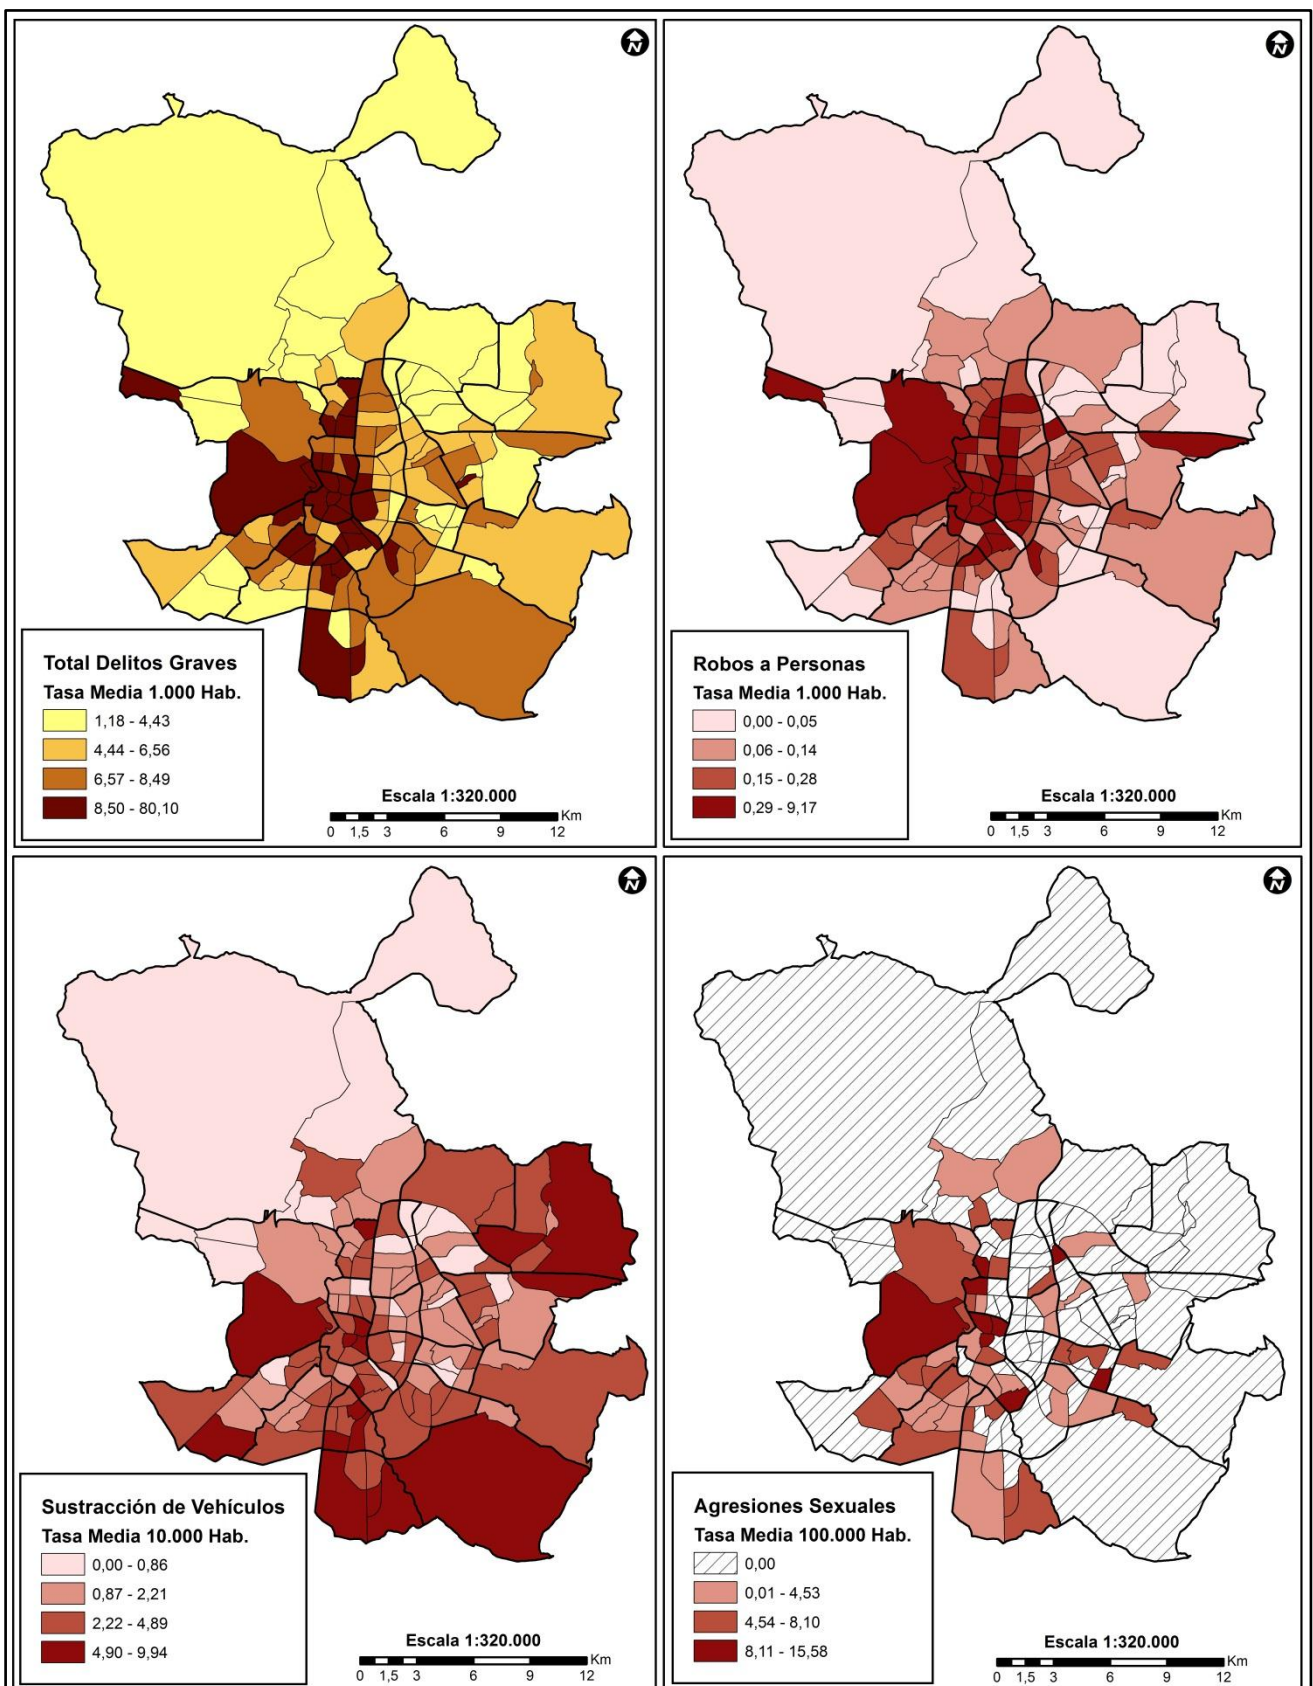 N
Total Delitos Graves
Tasa Media 1.000 Hab.
1,18 - 4,43
4,44 - 6,56
6,57 - 8,49
8,50 - 80,10
Escala 1:320.000
Km
0 1,5 3 6 9 12
N
Robos a Personas
Tasa Media 1.000 Hab.
0,00 - 0,05
0,06 - 0,14
0,15 - 0,28
0,29 - 9,17
Escala 1:320.000
Km
0 1,5 3 6 9 12
N
Sustracción de Vehículos
Tasa Media 10.000 Hab.
0,00 - 0,86
0,87 - 2,21
2,22 - 4,89
4,90 - 9,94
Escala 1:320.000
Km
0 1,5 3 6 9 12
N
Agresiones Sexuales
Tasa Media 100.000 Hab.
0,00
0,01 - 4,53
4,54 - 8,10
8,11 - 15,58
Escala 1:320.000
Km
0 1,5 3 6 9 12